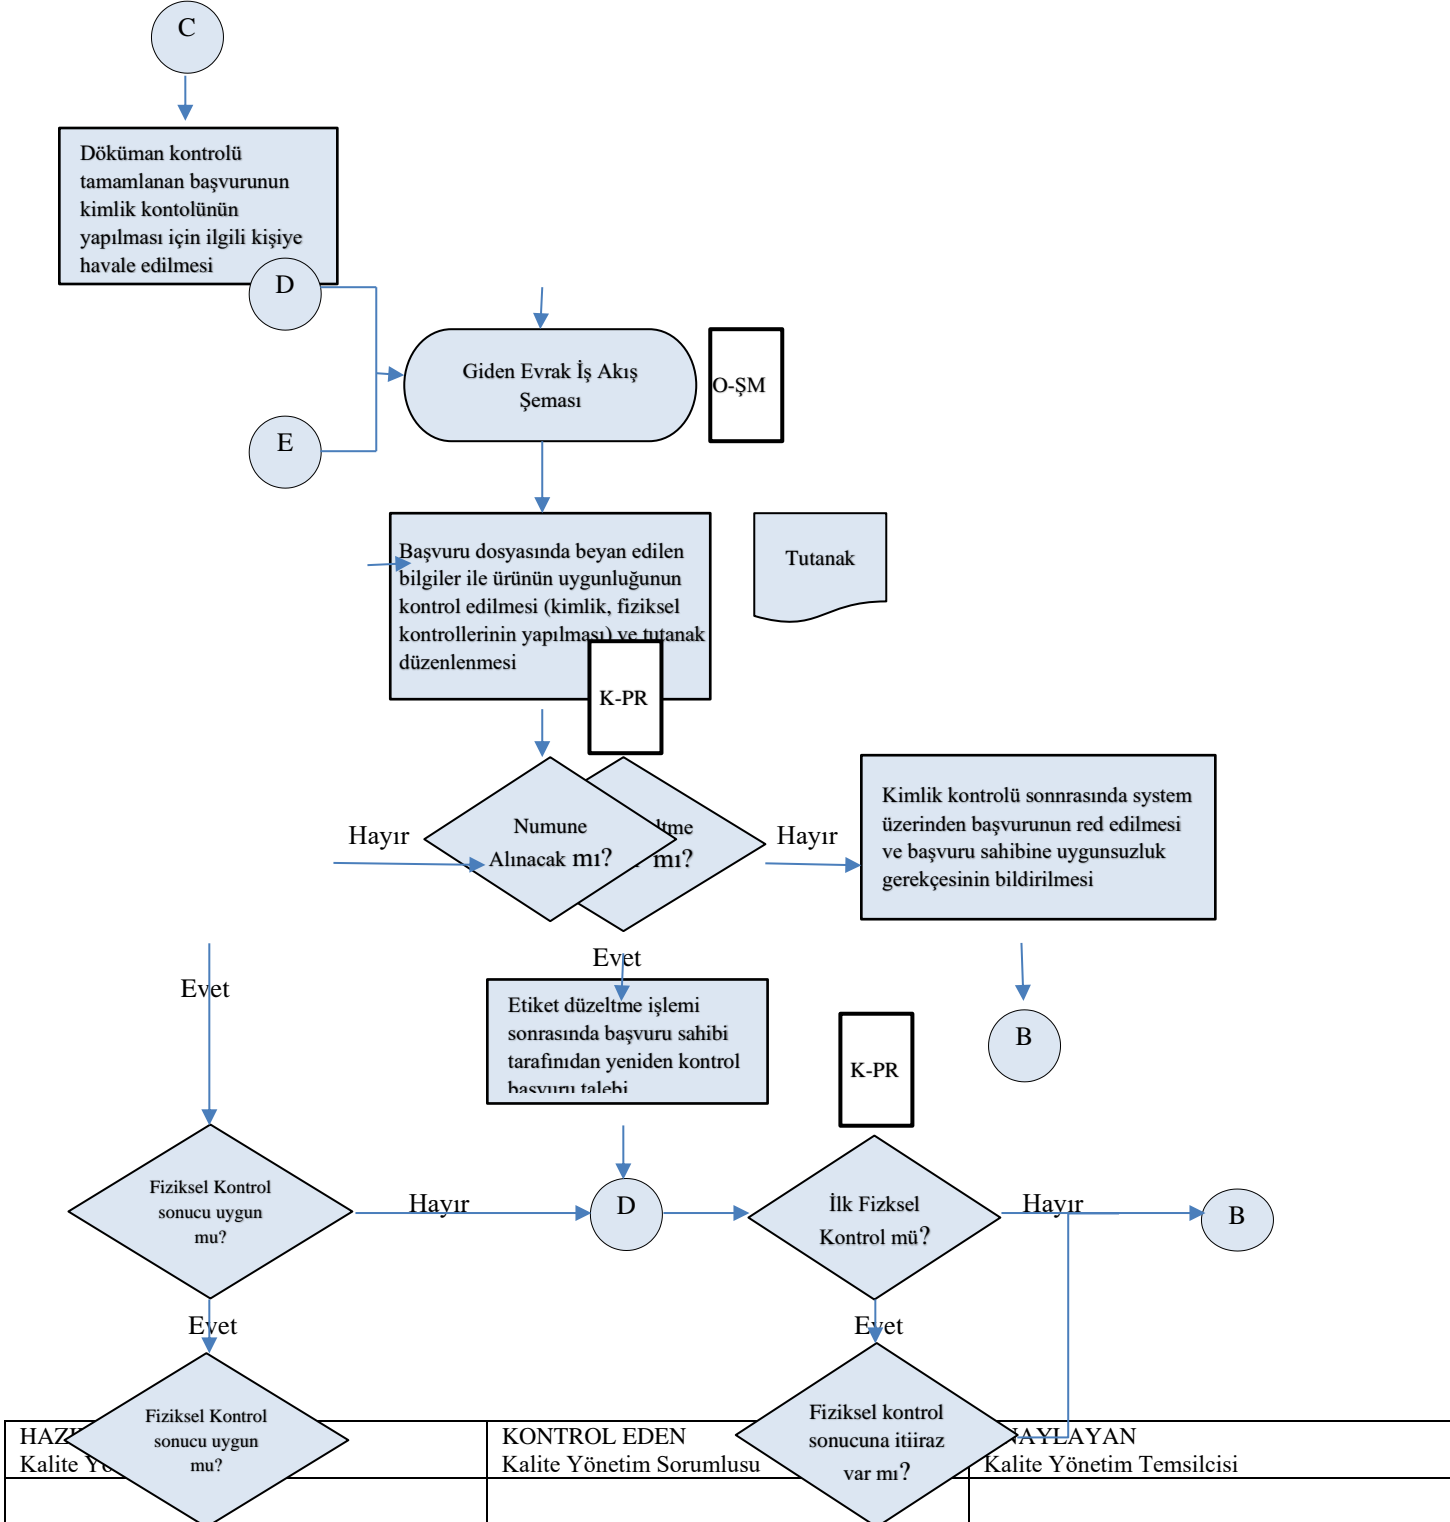 C
Döküman kontrolü
tamamlanan başvurunun
kimlik kontolünün
yapılması için ilgili kişiye
havale edilmesi
D
Giden Evrak İş Akış
Şeması
O-ŞM
E
Başvuru dosyasında beyan edilen
bilgiler ile ürünün uygunluğunun
kontrol edilmesi (kimlik, fiziksel
kontrollerinin yapılması) ve tutanak
düzenlenmesi
Tutanak
K-PR
Hayır
Numune
Alınacak mı?
mı?
Hayır
Kimlik kontrolü sonnrasında system
üzerinden başvurunun red edilmesi
ve başvuru sahibine uygunsuzluk
gerekçesinin bildirilmesi
Evet
Evet
Etiket düzeltme işlemi
sonrasında başvuru sahibi
tarafınıdan yeniden kontrol
başvuru talebi
K-PR
B
Fiziksel Kontrol
sonucu uygun
mu?
Hayır
D
İlk Fizksel
Kontrol mü?
Hayır
B
Evet
Evet
Fiziksel Kontrol
sonucu uygun
mu?
Fiziksel kontrol
sonucuna itiiraz
var mı?
Kalite
KONTROL EDEN
Kalite Yönetim Sorumlusu
Kalite Yönetim Temsilcisi